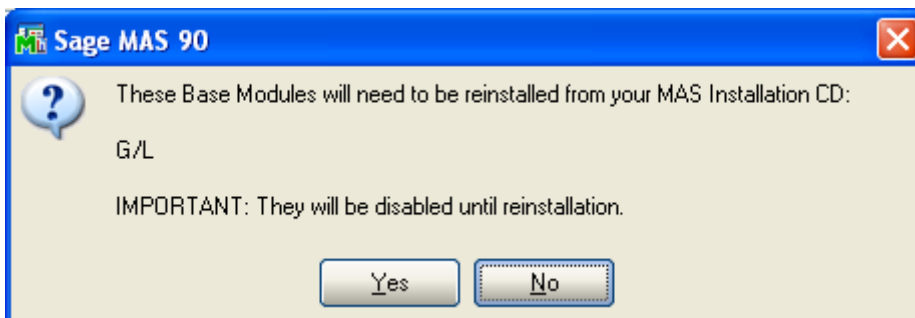 Sage MAS 90
These Base Modules will need to be reinstalled from your MAS Installation CD:
G/L
IMPORTANT: They will be disabled until reinstallation.
Yes
No